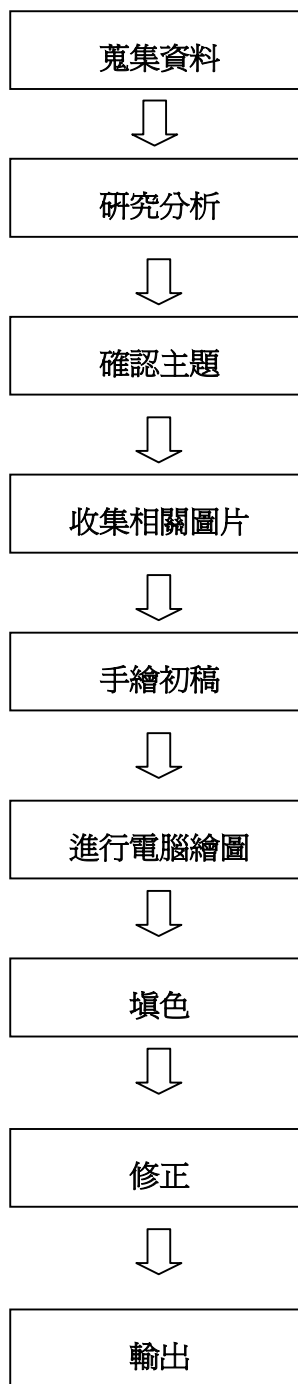 蒐集資料
研究分析
確認主題
收集相關圖片
手繪初稿
進行電腦繪圖
填色
修正
輸出